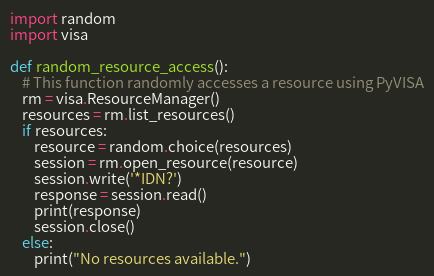 import random
import visa

def random_resource_access():
    # This function randomly accesses a resource using PyVISA
    rm = visa.ResourceManager()
    resources = rm.list_resources()
    if resources:
        resource = random.choice(resources)
        session = rm.open_resource(resource)
        session.write('*IDN?')
        response = session.read()
        print(response)
        session.close()
    else:
        print("No resources available.")